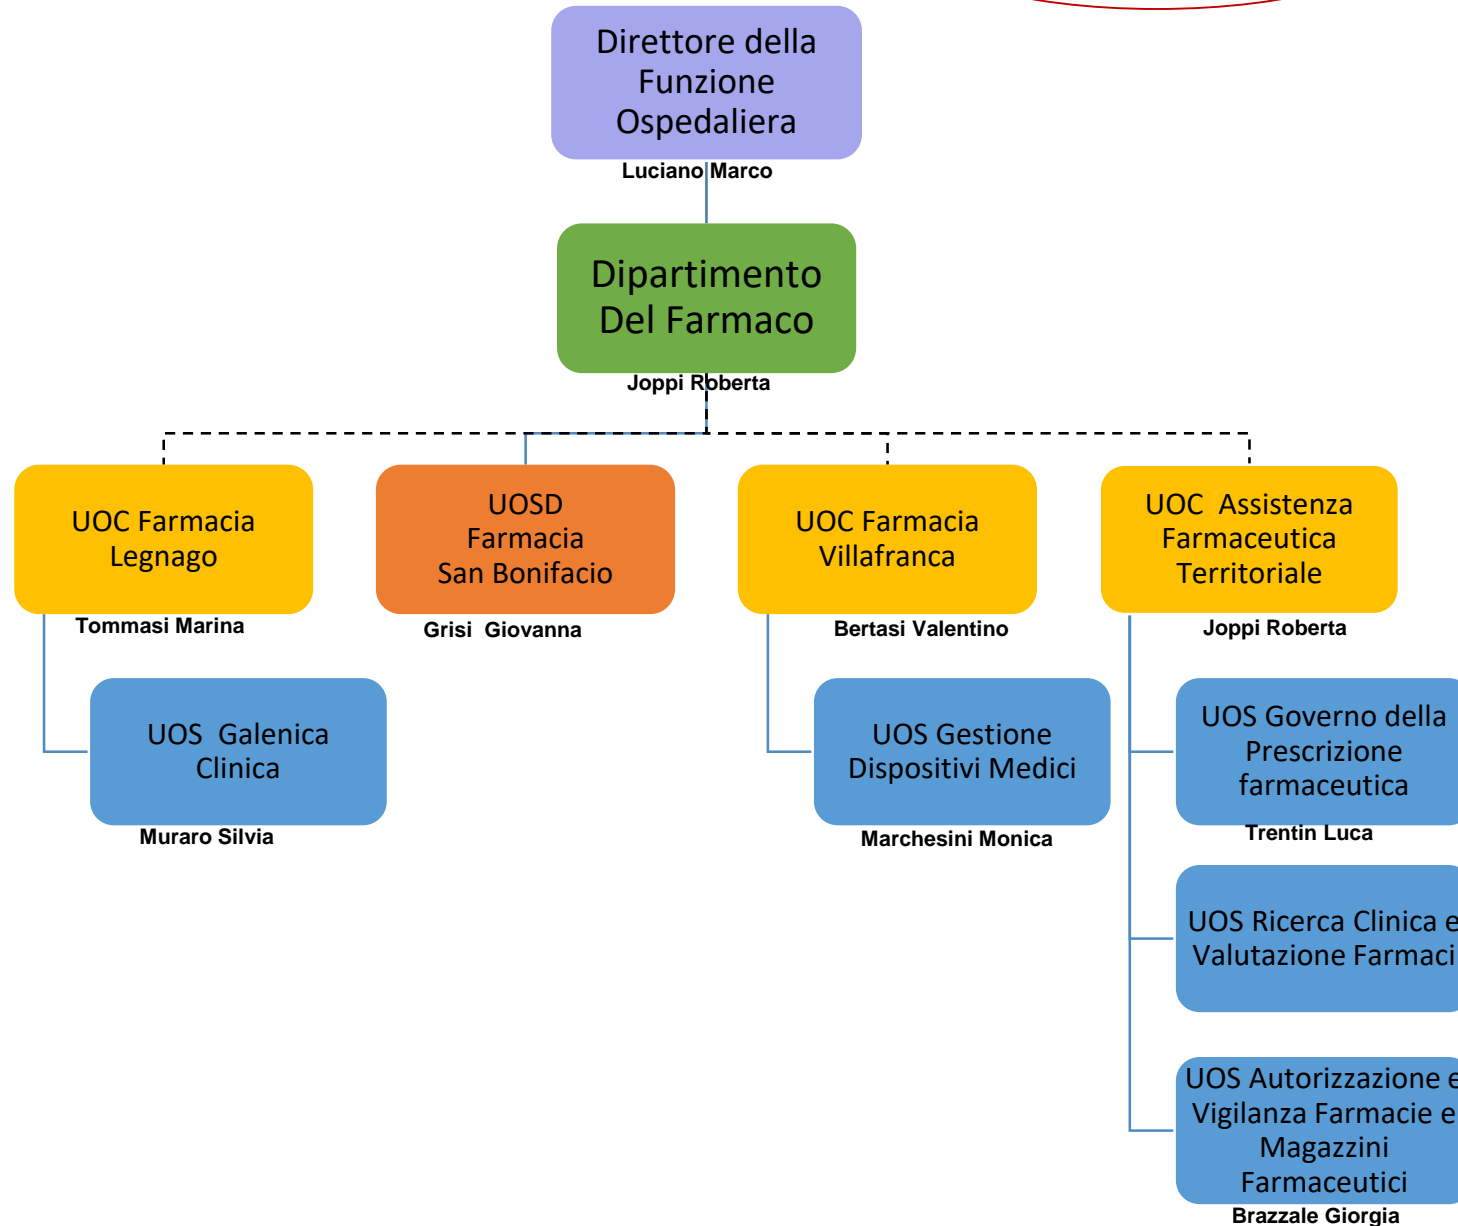 Direttore della
Funzione
Ospedaliera
Luciano Marco
Dipartimento
Del Farmaco
Joppi Roberta
UOC Farmacia
Legnago
Tommasi Marina
UOSD
Farmacia
San Bonifacio
Grisi Giovanna
UOC Farmacia
Villafranca
Bertasi Valentino
UOC Assistenza
Farmaceutica
Territoriale
Joppi Roberta
UOS Galenica
Clinica
Muraro Silvia
UOS Gestione
Dispositivi Medici
Marchesini Monica
UOS Governo della
Prescrizione
farmaceutica
Trentin Luca
UOS Ricerca Clinica e
Valutazione Farmaci
UOS Autorizzazione e
Vigilanza Farmacie e
Magazzini
Farmaceutici
Brazzale Giorgia